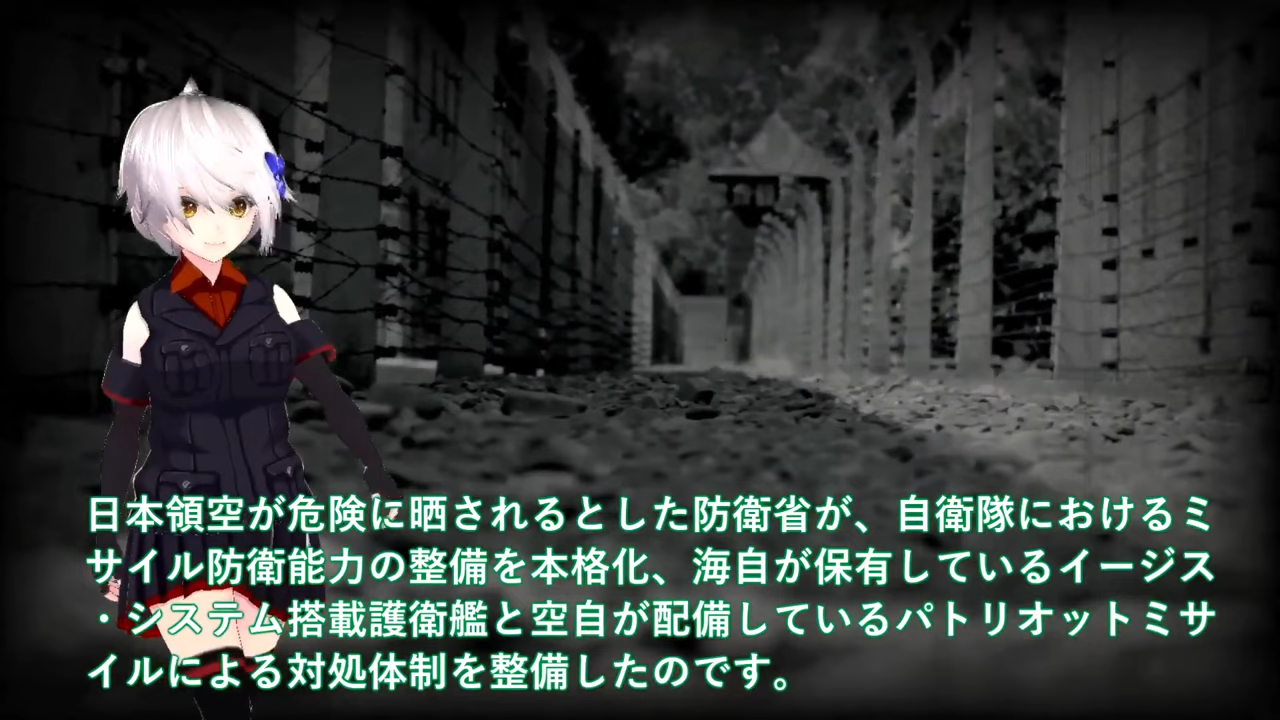 日本領空が危険に晒されるとした防衛省が、自衛隊におけるミ
サイル防衛能力の整備を本格化、海自が保有しているイージス
・システム搭載護衛艦と空自が配備しているパトリオットミサ
イルによる対処体制を整備したのです。